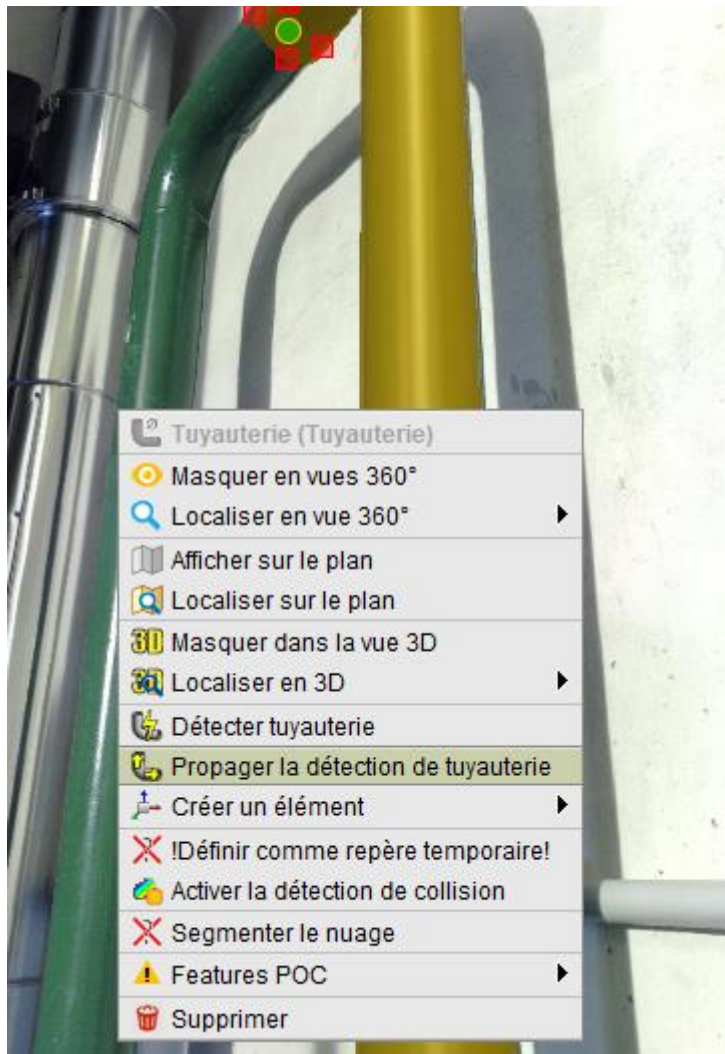 Tuyauterie (Tuyauterie)
Masquer en vues 360°
Localiser en vue 360°
Afficher sur le plan
Localiser sur le plan
Masquer dans la vue 3D
Localiser en 3D
Détecter tuyauterie
Propager la détection de tuyauterie
Créer un élément
!Définir comme repère temporaire!
Activer la détection de collision
Segmenter le nuage
Features POC
Supprimer